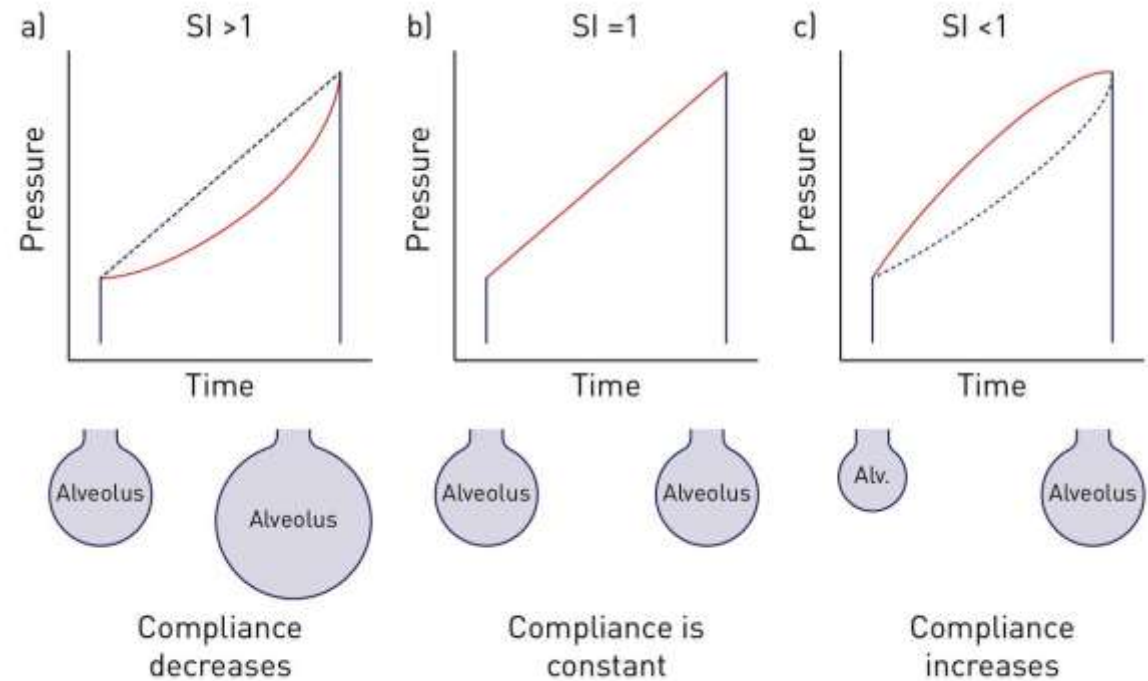 a) SI >1
Pressure
Time
Alveolus
Alveolus
Compliance
decreases
b) SI =1
Pressure
Time
Alveolus
Alveolus
Compliance is
constant
c) SI <1
Pressure
Time
Alv.
Alveolus
Compliance
increases